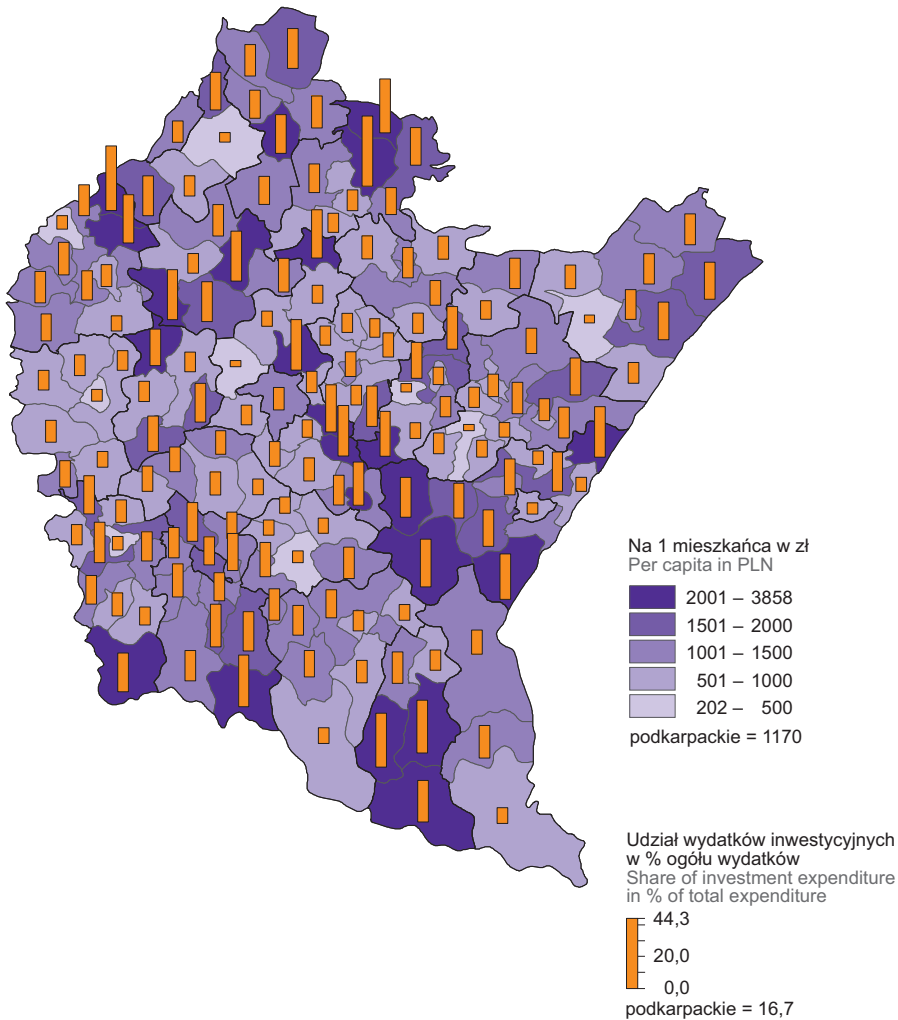 Na 1 mieszkańca w zł
Per capita in PLN
2001 – 3858
1501 – 2000
1001 – 1500
501 – 1000
202 – 500
podkarpackie = 1170
Udział wydatków inwestycyjnych
w % ogółu wydatków
Share of investment expenditure
in % of total expenditure
44,3
20,0
0,0
podkarpackie = 16,7